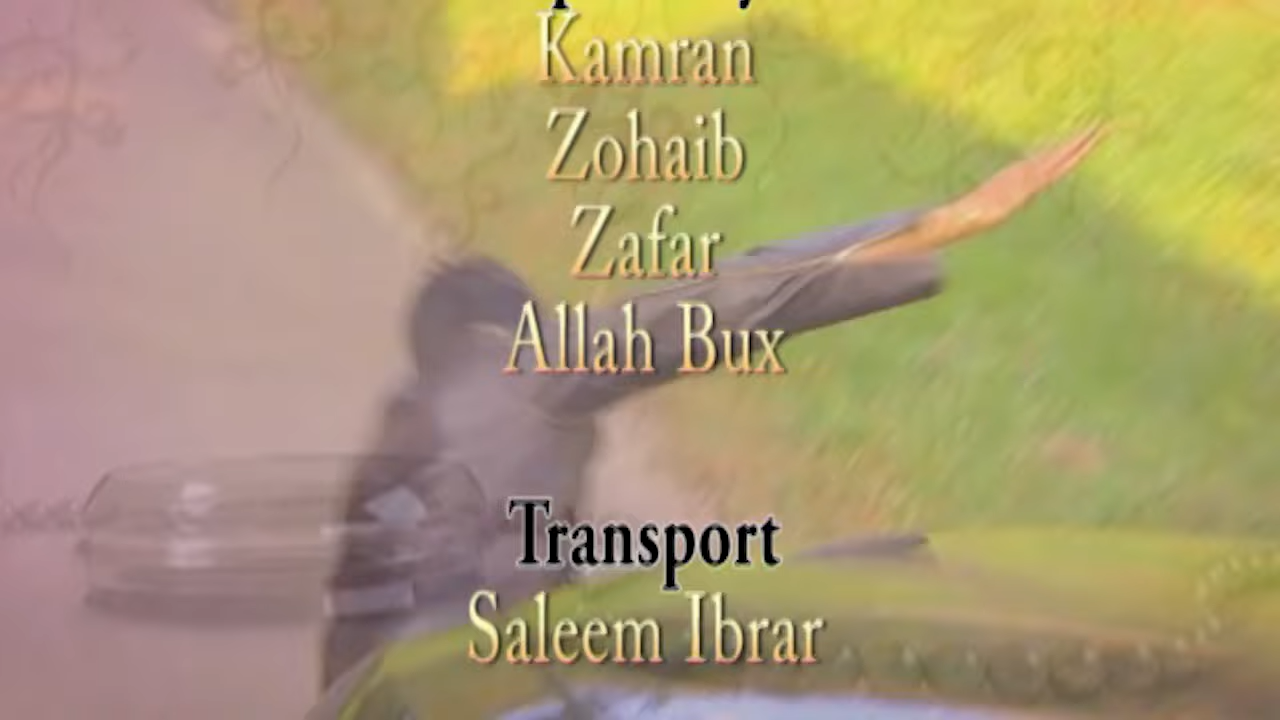 Kamran
Zohaib
Zafar
Allah Bux
Transport
Saleem Ibrar